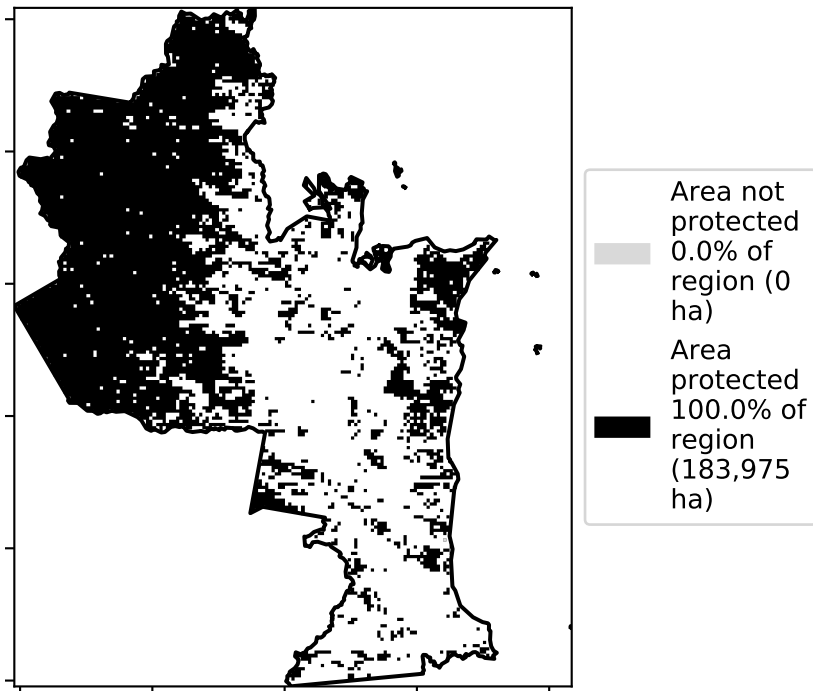 Area not
protected
0.0% of
region (0
ha)
Area
protected
100.0% of
region
(183,975
ha)